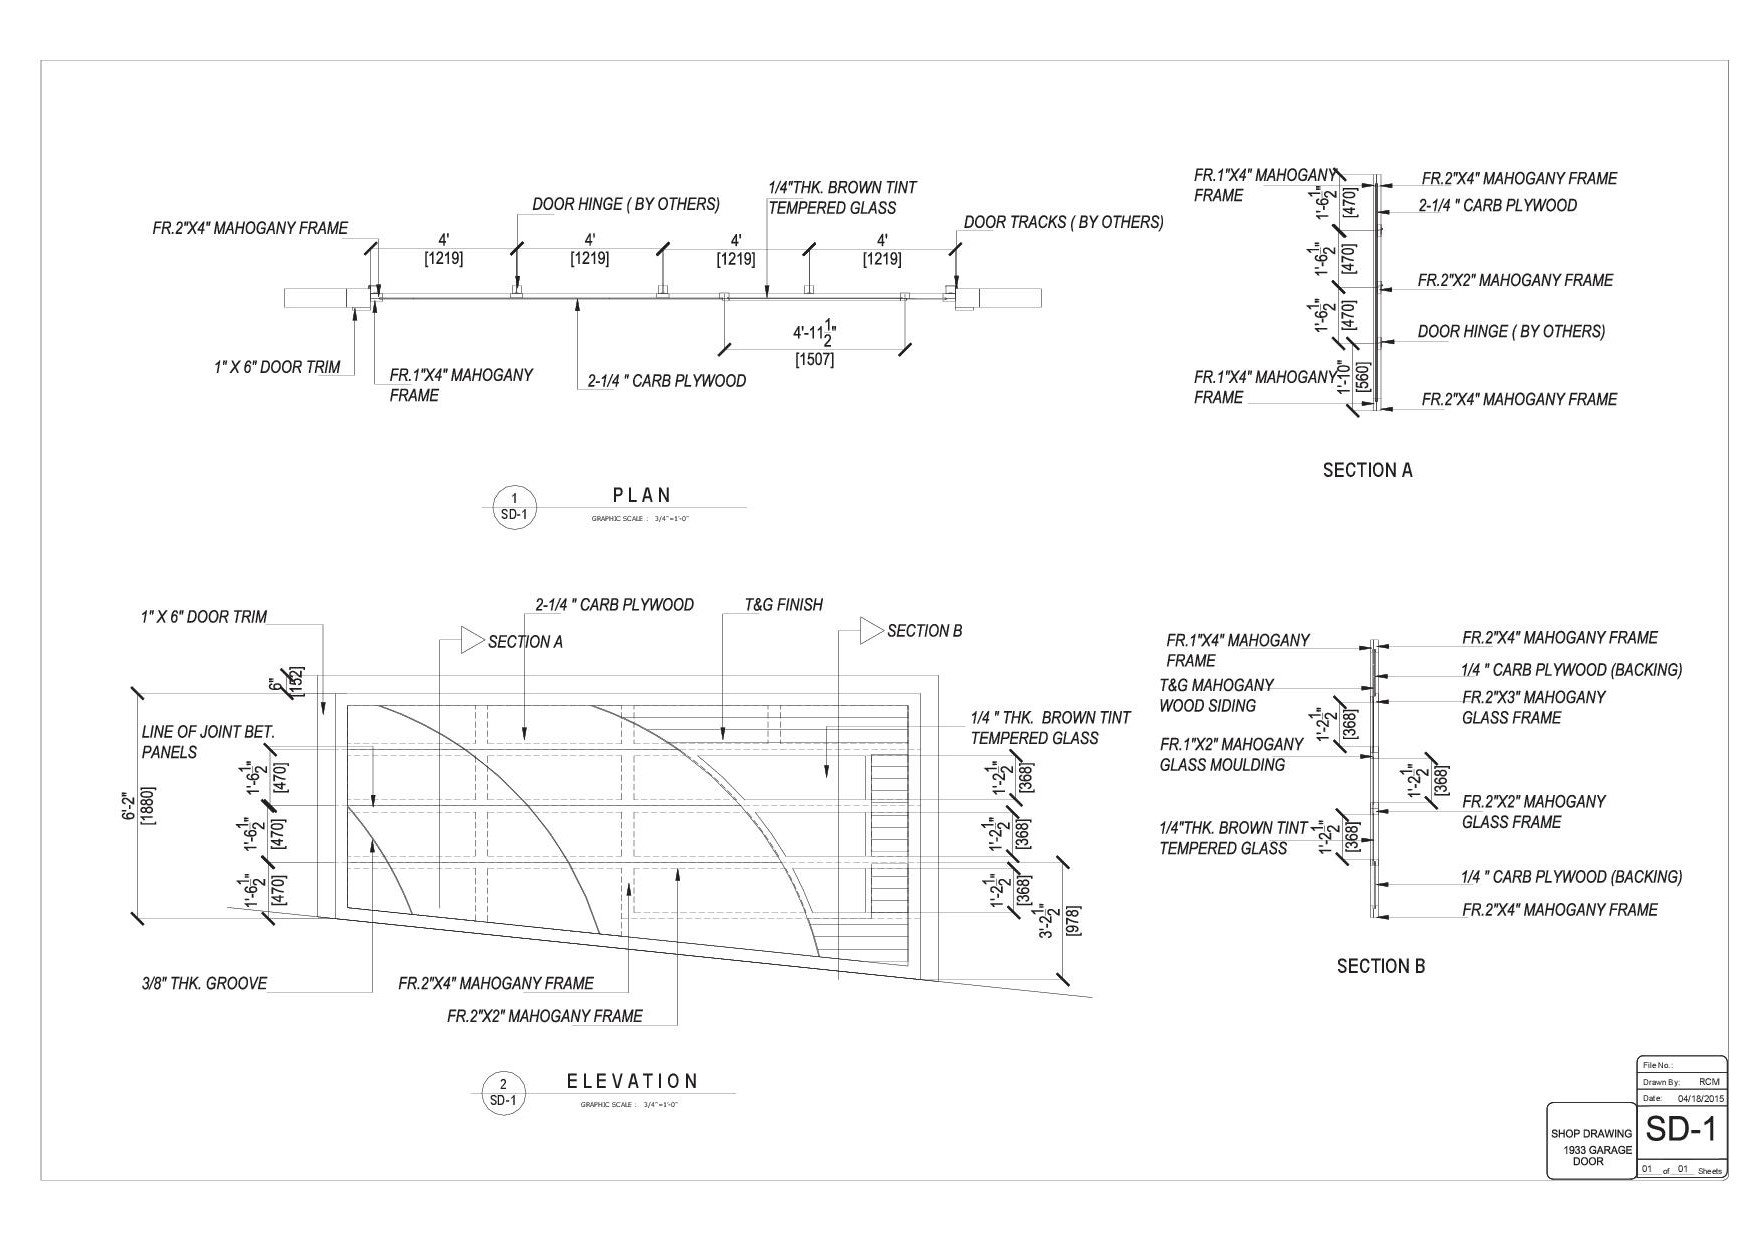 FR.2"X4" MAHOGANY FRAME
DOOR HINGE ( BY OTHERS)
1/4"THK. BROWN TINT
TEMPERED GLASS
DOOR TRACKS ( BY OTHERS)
4'
[1219]
4'
[1219]
4'
[1219]
4'
[1219]
4'-11 1/2"
[1507]
1" X 6" DOOR TRIM
FR.1"X4" MAHOGANY
FRAME
2-1/4 " CARB PLYWOOD
1
SD-1
PLAN
GRAPHIC SCALE : 3/4"=1'-0"
FR.1"X4" MAHOGANY
FRAME
FR.2"X4" MAHOGANY FRAME
2-1/4 " CARB PLYWOOD
1'-6 1/2"
[470]
1'-6 1/2"
[470]
FR.2"X2" MAHOGANY FRAME
1'-6 1/2"
[470]
DOOR HINGE ( BY OTHERS)
FR.1"X4" MAHOGANY
FRAME
1'-10"
[560]
FR.2"X4" MAHOGANY FRAME
SECTION A
1" X 6" DOOR TRIM
2-1/4 " CARB PLYWOOD
T&G FINISH
SECTION A
SECTION B
6"
[152]
LINE OF JOINT BET.
PANELS
1/4 " THK. BROWN TINT
TEMPERED GLASS
6'-2"
[1880]
1'-6 1/2"
[470]
1'-6 1/2"
[470]
1'-6 1/2"
[470]
1'-2 1/2"
[368]
1'-2 1/2"
[368]
1'-2 1/2"
[368]
3'-2 1/2"
[978]
3/8" THK. GROOVE
FR.2"X4" MAHOGANY FRAME
FR.2"X2" MAHOGANY FRAME
2
SD-1
ELEVATION
GRAPHIC SCALE : 3/4"=1'-0"
FR.1"X4" MAHOGANY
FRAME
T&G MAHOGANY
WOOD SIDING
FR.1"X2" MAHOGANY
GLASS MOULDING
1/4"THK. BROWN TINT
TEMPERED GLASS
1'-2 1/2"
[368]
1'-2 1/2"
[368]
1'-2 1/2"
[368]
FR.2"X4" MAHOGANY FRAME
1/4 " CARB PLYWOOD (BACKING)
FR.2"X3" MAHOGANY
GLASS FRAME
FR.2"X2" MAHOGANY
GLASS FRAME
1/4 " CARB PLYWOOD (BACKING)
FR.2"X4" MAHOGANY FRAME
SECTION B
File No.:
Drawn By: RCM
Date: 04/18/2015
SD-1
01 of 01 Sheets
SHOP DRAWING
1933 GARAGE
DOOR